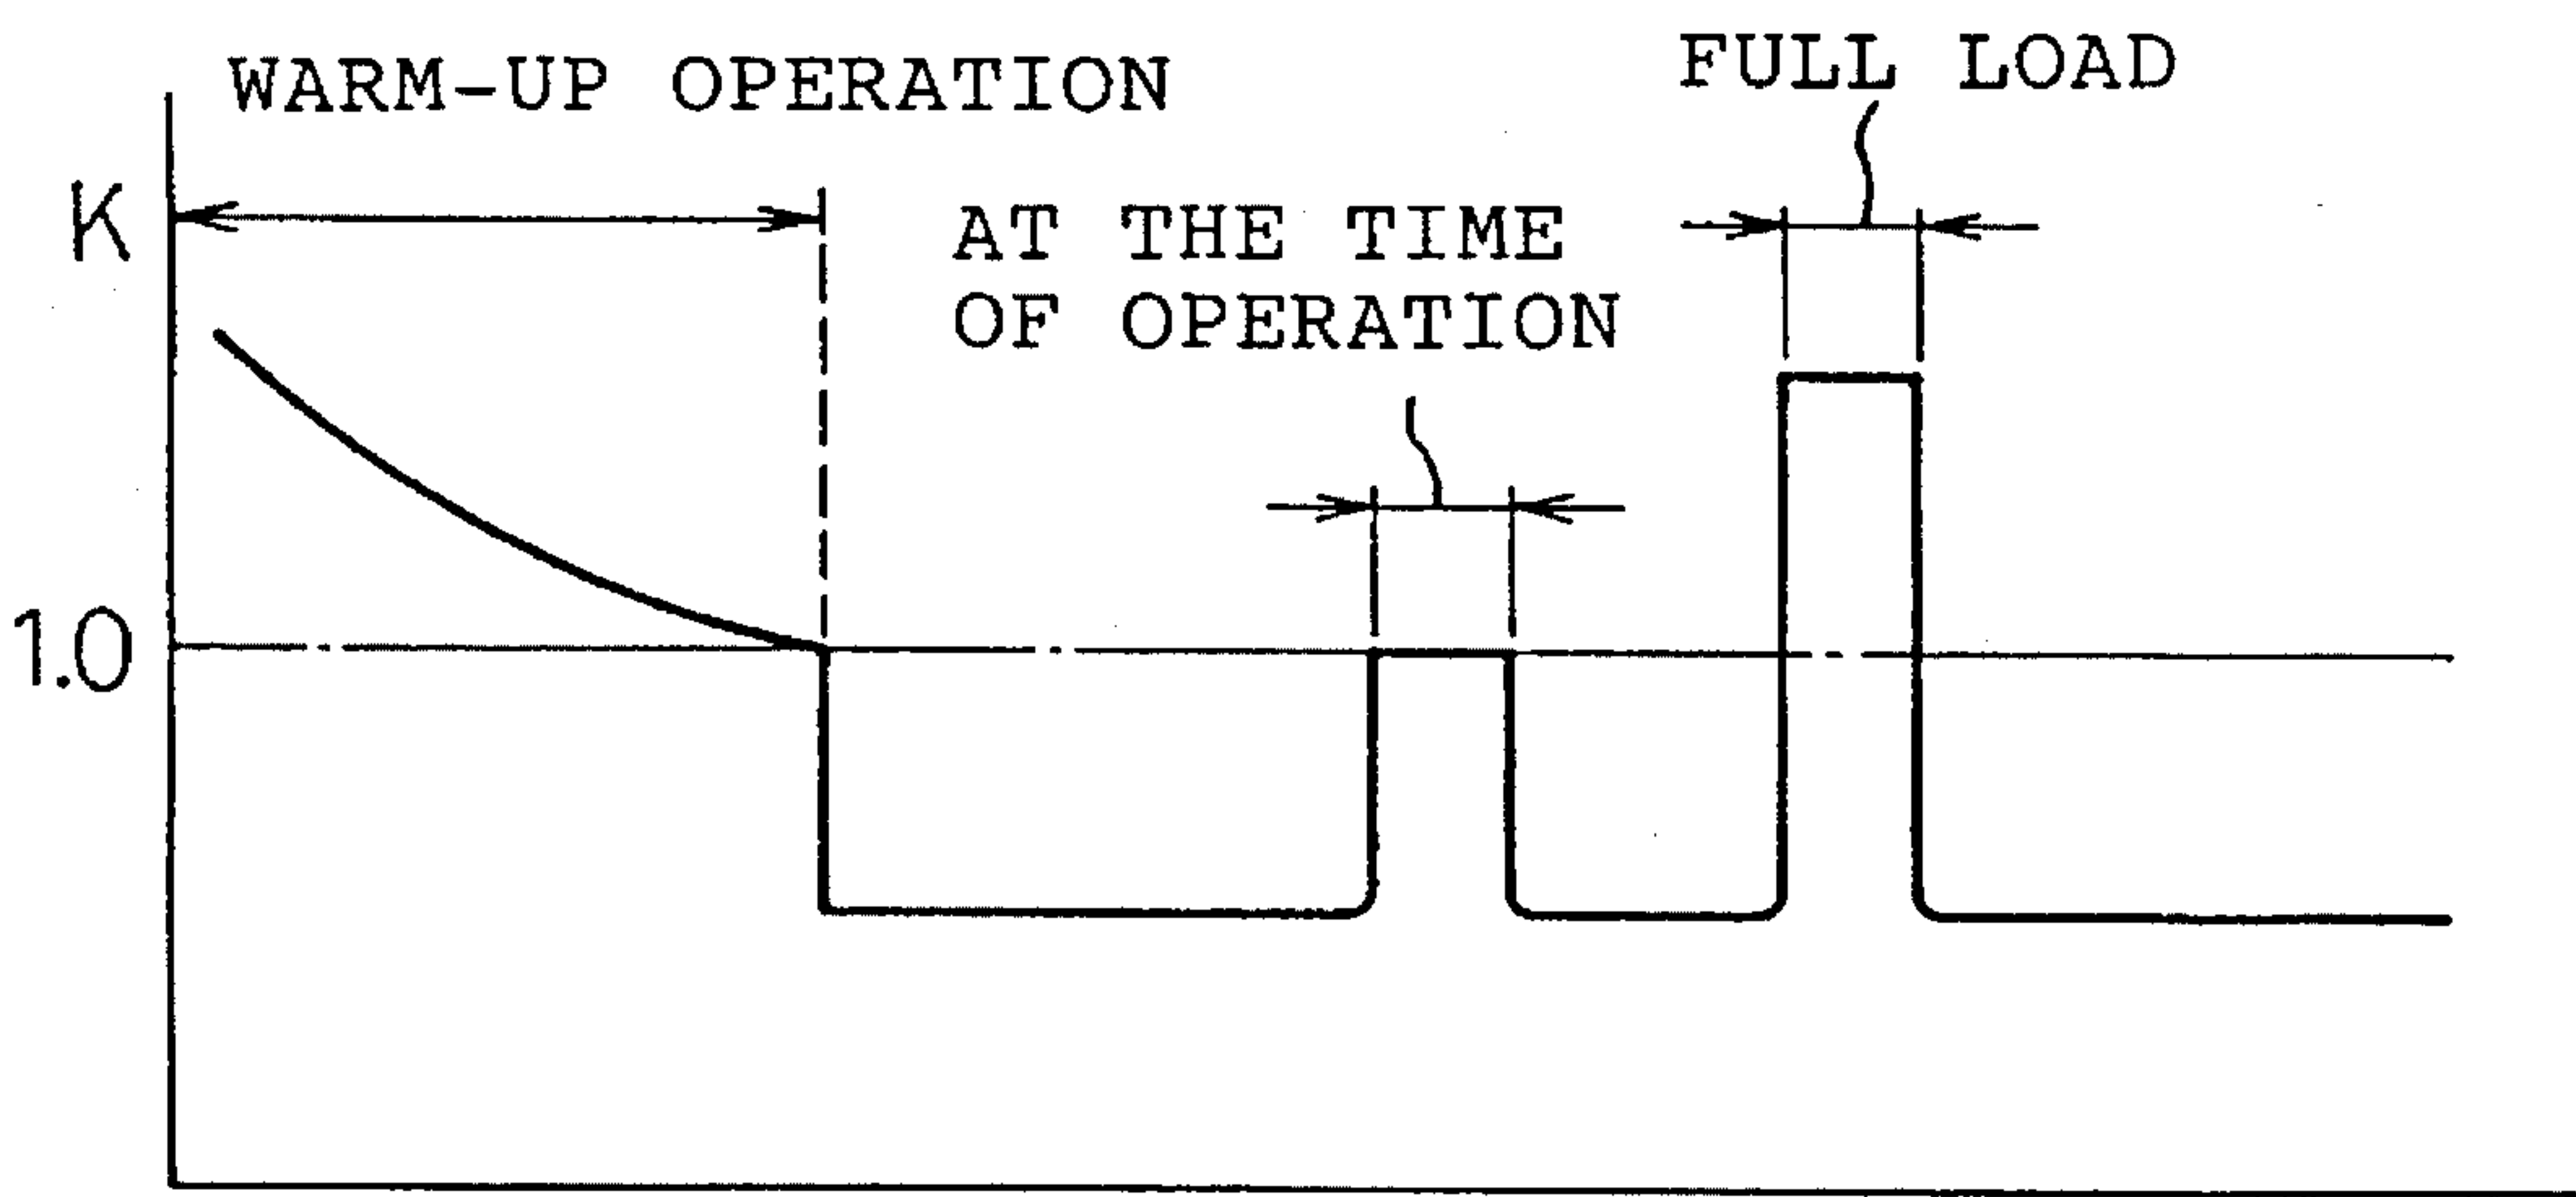 WARM-UP OPERATION
FULL LOAD
K
AT THE TIME
OF OPERATION
1.0